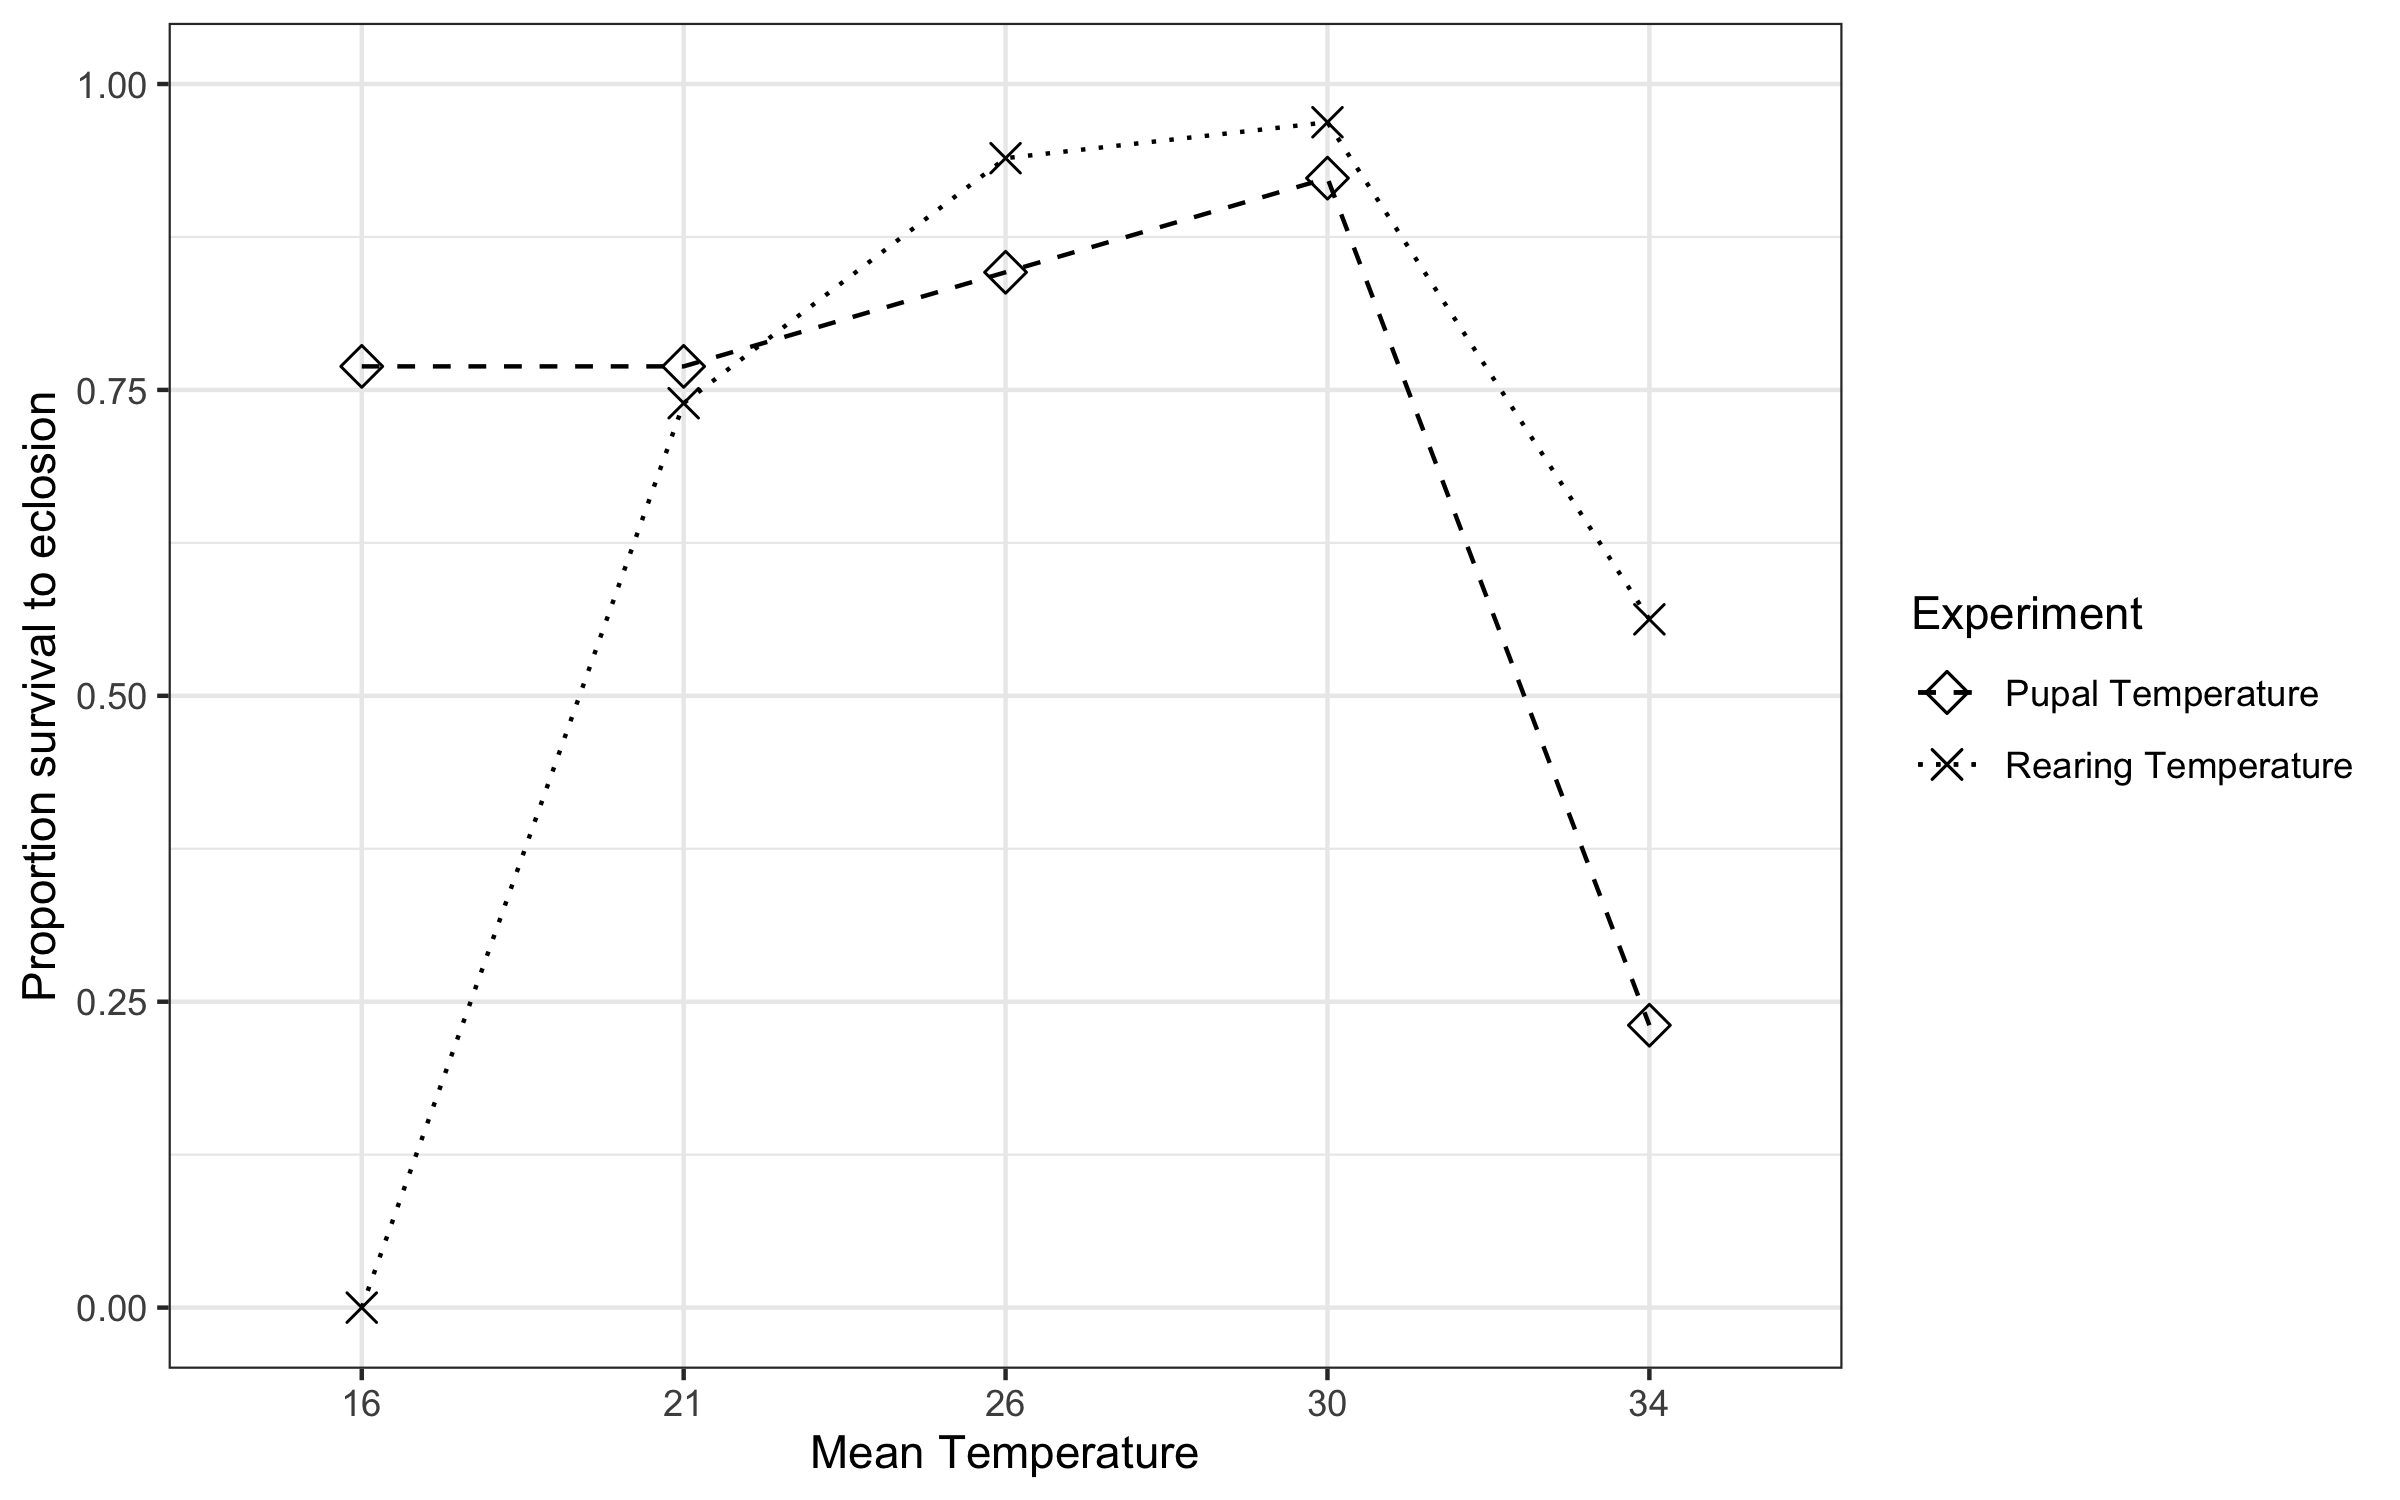 Proportion survival to eclosion
1.00
0.75
0.50
0.25
0.00
16 21 26 30 34
Mean Temperature
Experiment
Pupal Temperature
Rearing Temperature